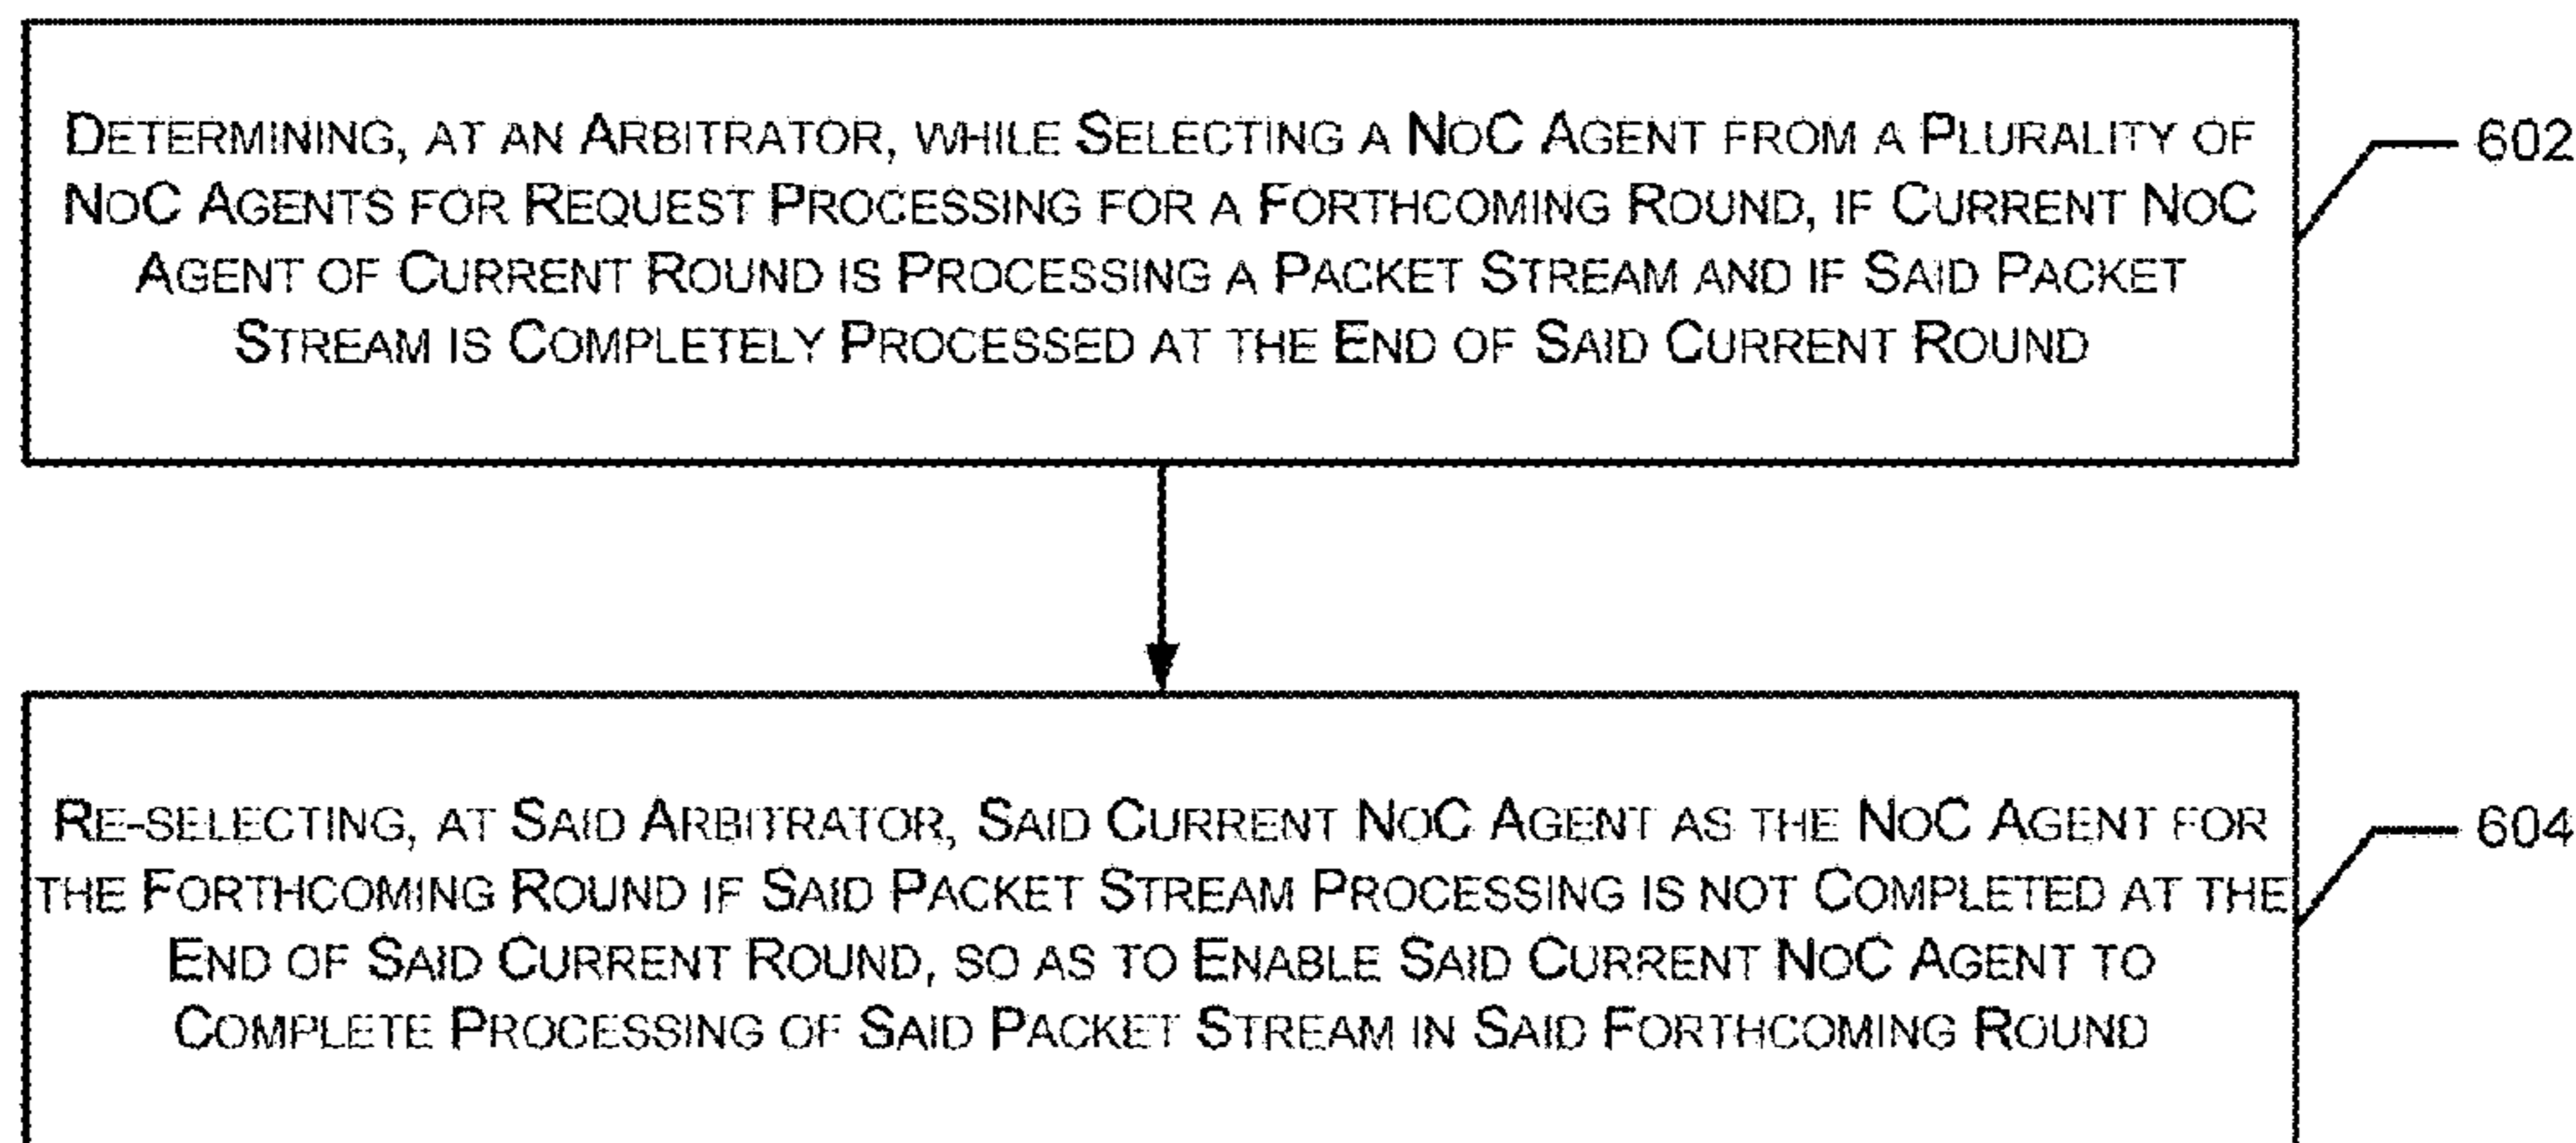 DETERMINING, AT AN ARBITRATOR, WHILE SELECTING A NOC AGENT FROM A PLURALITY OF
NOC AGENTS FOR REQUEST PROCESSING FOR A FORTHCOMING ROUND, IF CURRENT NOC
AGENT OF CURRENT ROUND IS PROCESSING A PACKET STREAM AND IF SAID PACKET
STREAM IS COMPLETELY PROCESSED AT THE END OF SAID CURRENT ROUND
602
RE-SELECTING, AT SAID ARBITRATOR, SAID CURRENT NOC AGENT AS THE NOC AGENT FOR
THE FORTHCOMING ROUND IF SAID PACKET STREAM PROCESSING IS NOT COMPLETED AT THE
END OF SAID CURRENT ROUND, SO AS TO ENABLE SAID CURRENT NOC AGENT TO
COMPLETE PROCESSING OF SAID PACKET STREAM IN SAID FORTHCOMING ROUND
604